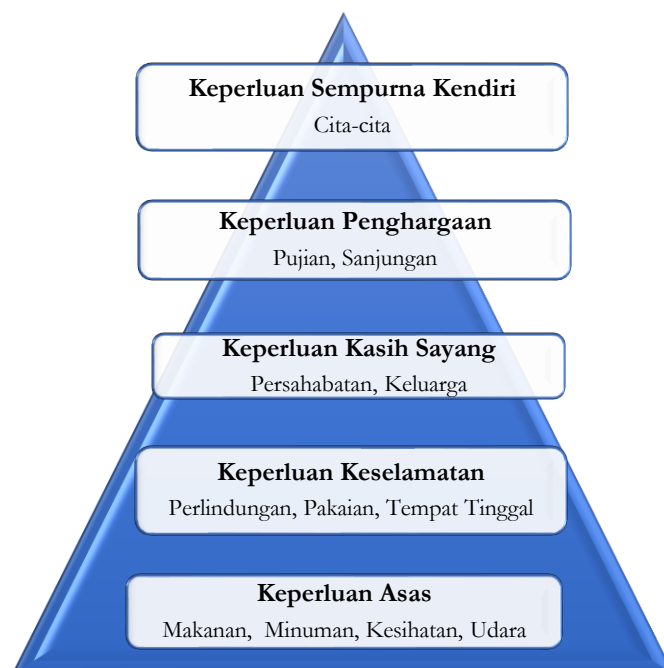 Keperluan Sempurna Kendiri
Cita-cita
Keperluan Penghargaan
Pujian, Sanjungan
Keperluan Kasih Sayang
Persahabatan, Keluarga
Keperluan Keselamatan
Perlindungan, Pakaian, Tempat Tinggal
Keperluan Asas
Makanan, Minuman, Kesihatan, Udara